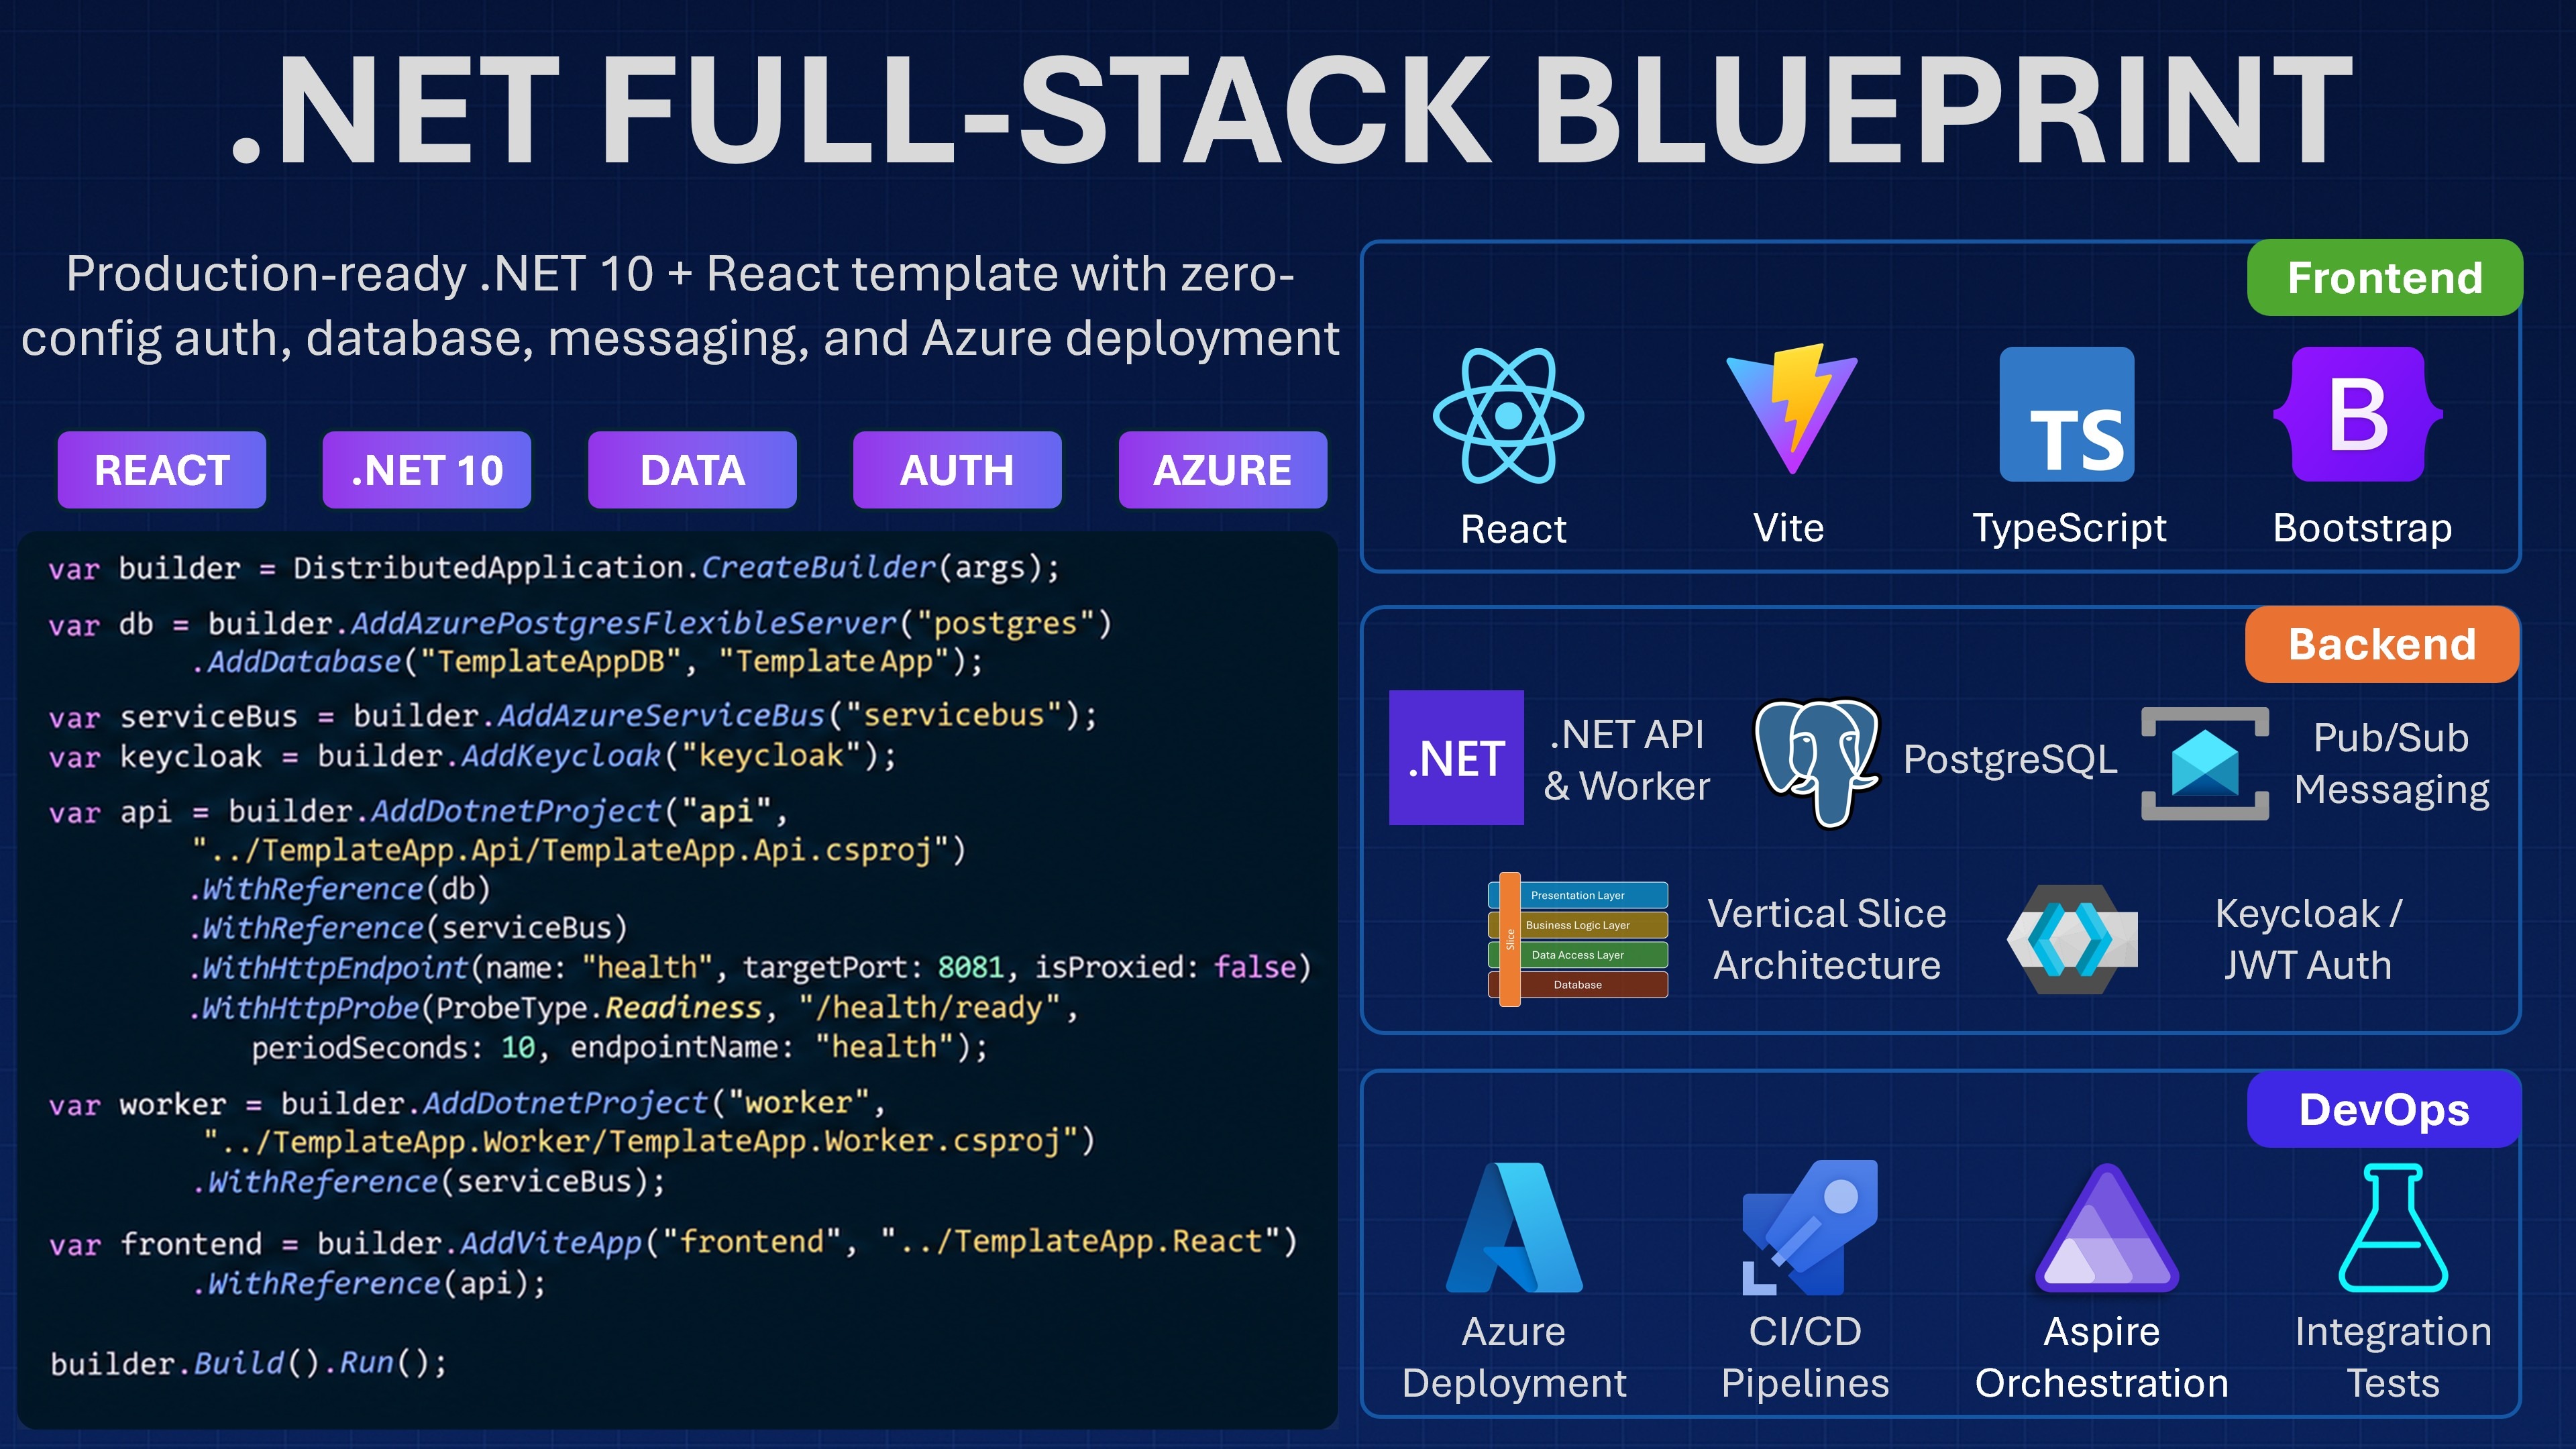 .NET FULL-STACK BLUEPRINT
Production-ready .NET 10 + React template with zero-
config auth, database, messaging, and Azure deployment
REACT
.NET 10
DATA
AUTH
AZURE
var builder = DistributedApplication.CreateBuilder(args);
var db = builder.AddAzurePostgresFlexibleServer("postgres")
.AddDatabase("TemplateAppDB", "TemplateApp");
var serviceBus = builder.AddAzureServiceBus("servicebus");
var keycloak = builder.AddKeycloak("keycloak");
var api = builder.AddDotnetProject("api",
"../TemplateApp.Api/TemplateApp.Api.csproj")
.WithReference(db)
.WithReference(serviceBus)
.WithHttpEndpoint(name: "health", targetPort: 8081, isProxied: false)
.WithHttpProbe(ProbeType.Readiness, "/health/ready",
periodSeconds: 10, endpointName: "health");
var worker = builder.AddDotnetProject("worker",
"../TemplateApp.Worker/TemplateApp.Worker.csproj")
.WithReference(serviceBus);
var frontend = builder.AddViteApp("frontend", "../TemplateApp.React")
.WithReference(api);
builder.Build().Run();
Frontend
TS
B
React
Vite
TypeScript
Bootstrap
Backend
.NET
.NET API
& Worker
PostgreSQL
Pub/Sub
Messaging
Slice
Presentation Layer
Business Logic Layer
Data Access Layer
Database
Vertical Slice
Architecture
Keycloak /
JWT Auth
DevOps
Azure
Deployment
CI/CD
Pipelines
Aspire
Orchestration
Integration
Tests